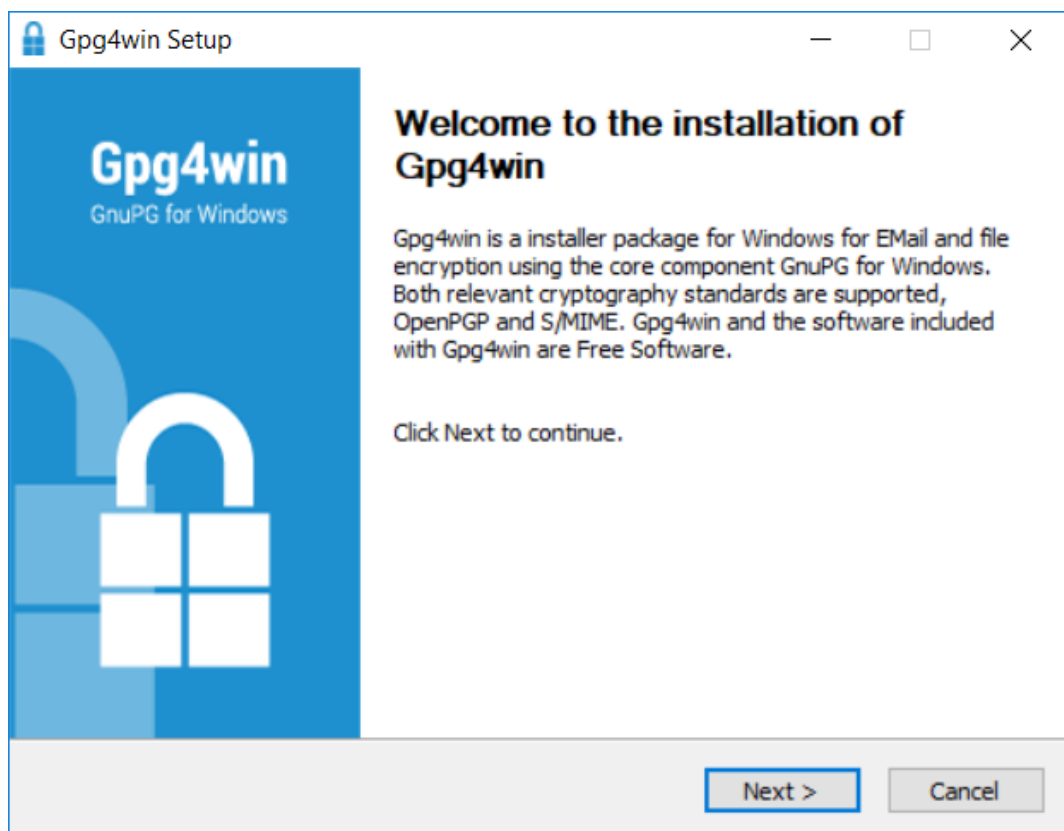 Gpg4win Setup
Gpg4win
GnuPG for Windows
Welcome to the installation of
Gpg4win
Gpg4win is a installer package for Windows for EMail and file
encryption using the core component GnuPG for Windows.
Both relevant cryptography standards are supported,
OpenPGP and S/MIME. Gpg4win and the software included
with Gpg4win are Free Software.
Click Next to continue.
Next >
Cancel